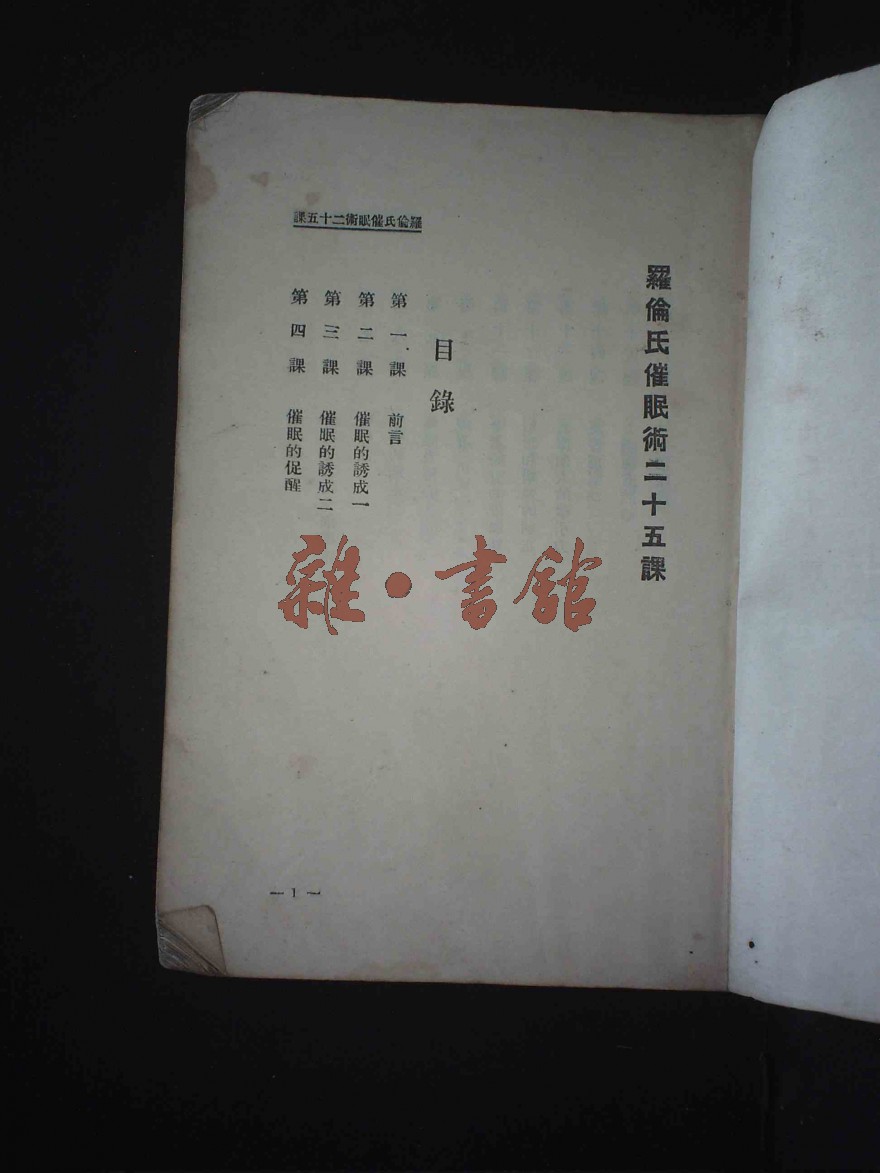 羅倫氏催眠術二十五課
羅倫氏催眠術二十五課
目錄
第一課 前言
第二課 催眠的誘成一
第三課 催眠的誘成二
第四課 催眠的促醒
雜·書館
— 1 —